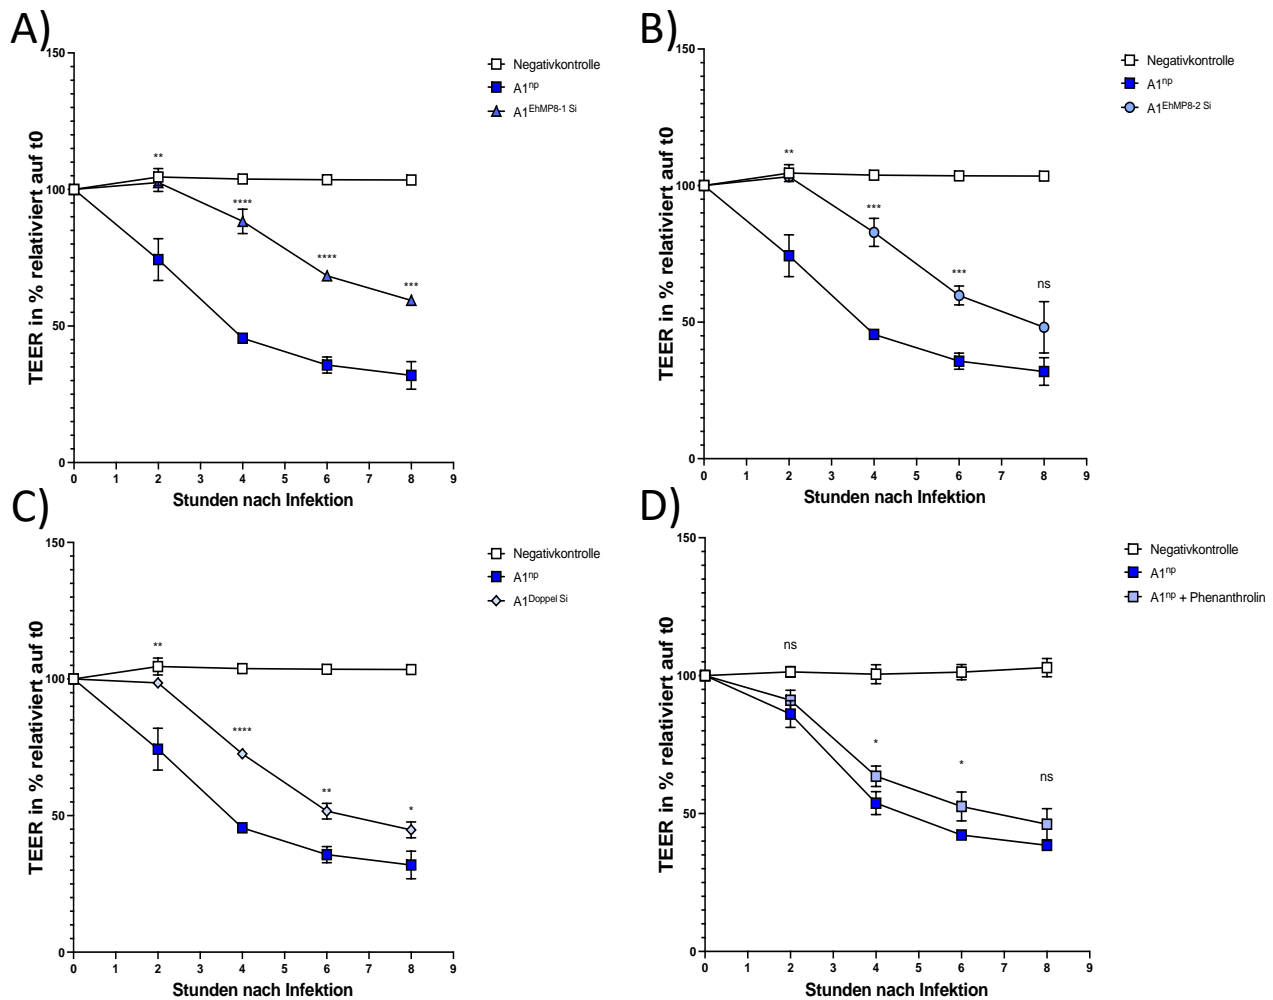 A)
Negativkontrolle
A1np
A1EhMP8-1 Si
TEER in % relativiert auf t0
150
100
50
0
** **** **** ***
0 1 2 3 4 5 6 7 8 9
Stunden nach Infektion
B)
Negativkontrolle
A1np
A1EhMP8-2 Si
TEER in % relativiert auf t0
150
100
50
0
** *** *** ns
0 1 2 3 4 5 6 7 8 9
Stunden nach Infektion
C)
Negativkontrolle
A1np
A1Doppel Si
TEER in % relativiert auf t0
150
100
50
0
** **** ** *
0 1 2 3 4 5 6 7 8 9
Stunden nach Infektion
D)
Negativkontrolle
A1np
A1np + Phenanthrolin
TEER in % relativiert auf t0
150
100
50
0
ns * * ns
0 1 2 3 4 5 6 7 8 9
Stunden nach Infektion